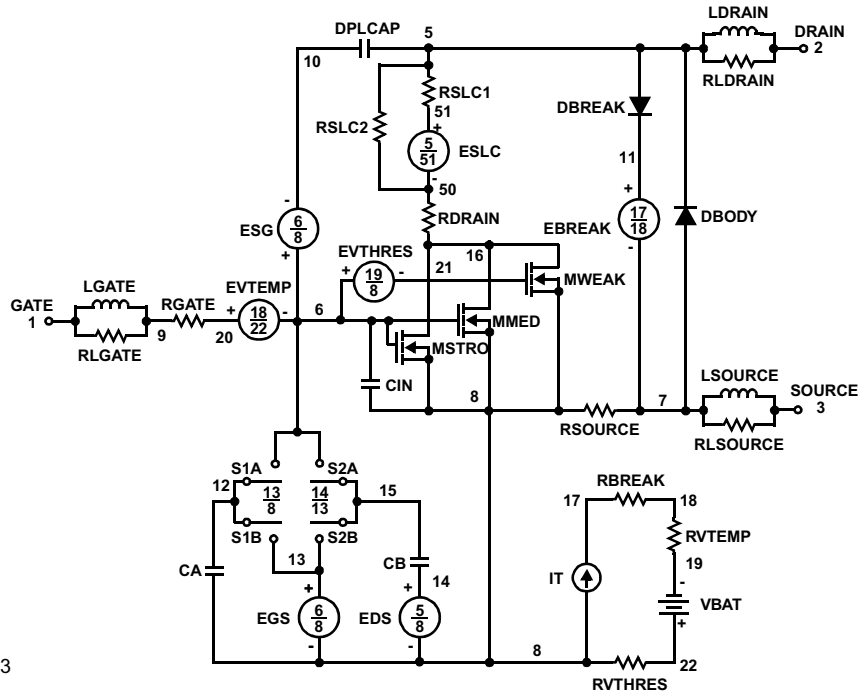 LDRAIN
DPLCAP 5 DRAIN
2
10
RLDRAIN
RSLC1
51
DBREAK
RSLC2
+
5
51
ESLC
-
11
50
-
+
17
18
EBREAK
-
DBODY
RDRAIN
6
8
ESG
+
EVTHRES
16
+
19
8
-
21
MWEAK
LGATE
EVTEMP
GATE
1
RGATE
+
18
22
-
6
MMED
9
20
MSTRO
RLGATE
LSOURCE
CIN
8
7
SOURCE
3
RSOURCE
RLSOURCE
S1A
S2A
12
13
8
14
13
15
RBREAK
17
18
S1B
S2B
RVTEMP
13
CB
19
CA
14
IT
-
+
+
VBAT
EGS
6
8
EDS
5
8
+
-
-
8
22
RVTHRES
3